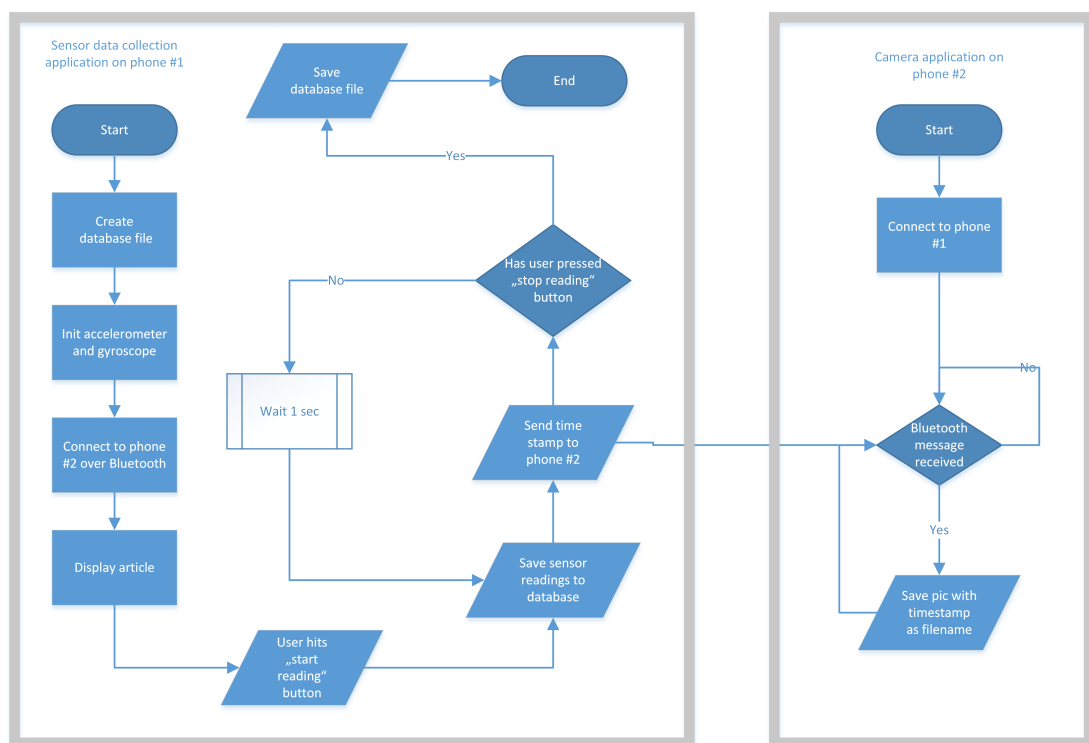 Sensor data collection
application on phone #1
Start
Create
database file
Init accelerometer
and gyroscope
Connect to phone
#2 over Bluetooth
Display article
User hits
„start
reading“
button
Save sensor
readings to
database
Send time
stamp to
phone #2
Has user pressed
„stop reading“
button
No
Wait 1 sec
Yes
Save
database file
End
Camera application on
phone #2
Start
Connect to phone
#1
Bluetooth
message
received
No
Yes
Save pic with
timestamp
as filename